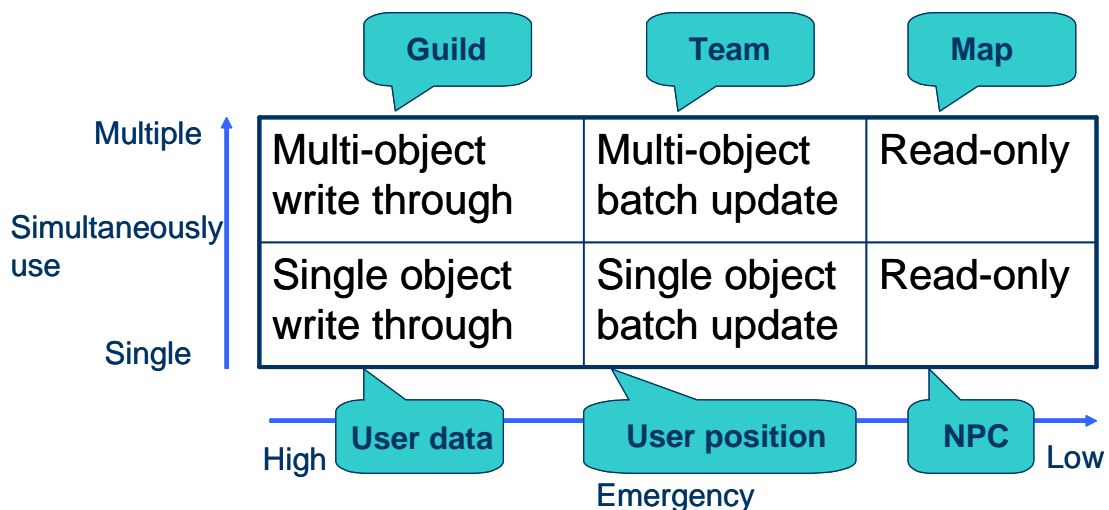 Guild
Team
Map
Multiple
Simultaneously
use
Single
Multi-object
write through
Multi-object
batch update
Read-only
Single object
write through
Single object
batch update
Read-only
User data
User position
NPC
High
Low
Emergency